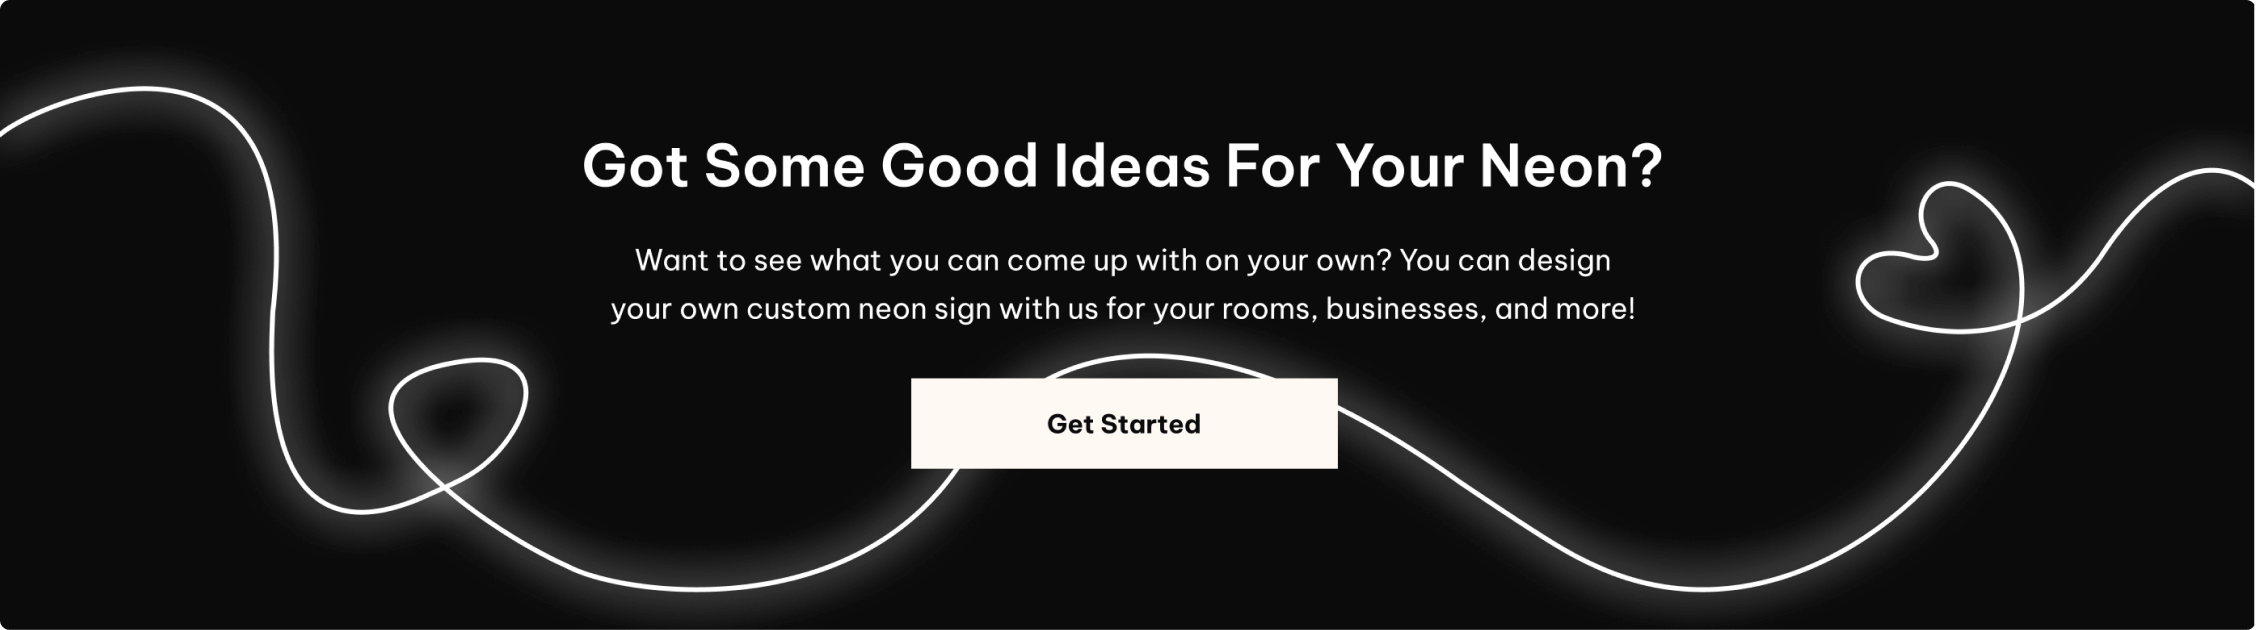 Got Some Good Ideas For Your Neon?
Want to see what you can come up with on your own? You can design
your own custom neon sign with us for your rooms, businesses, and more!
Get Started